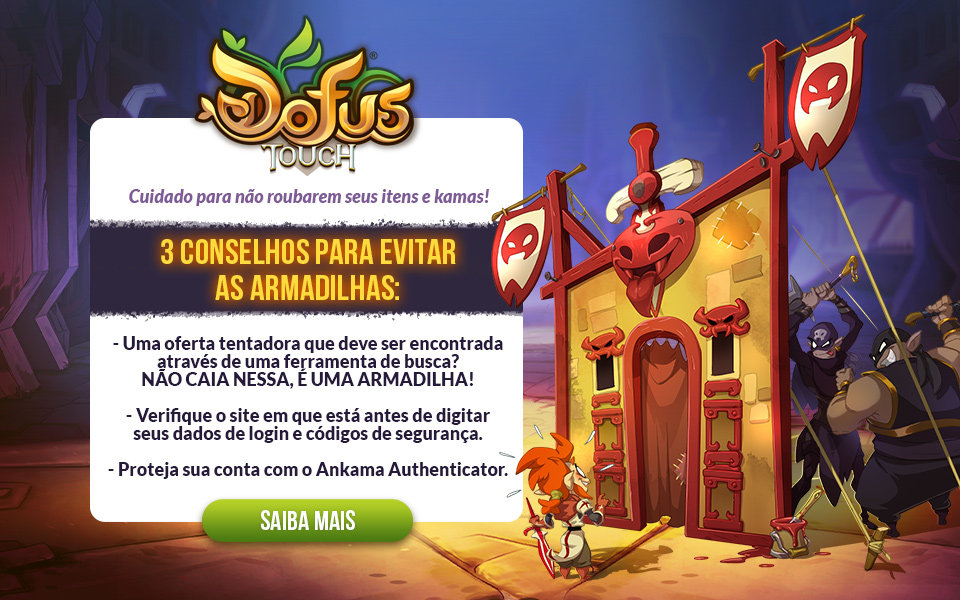 Dofus®
TOUCH
Cuidado para não roubarem seus itens e kamas!
3 CONSELHOS PARA EVITAR
AS ARMADILHAS:
- Uma oferta tentadora que deve ser encontrada
através de uma ferramenta de busca?
NÃO CAIA NESSA, É UMA ARMADILHA!
- Verifique o site em que está antes de digitar
seus dados de login e códigos de segurança.
- Proteja sua conta com o Ankama Authenticator.
SAIBA MAIS